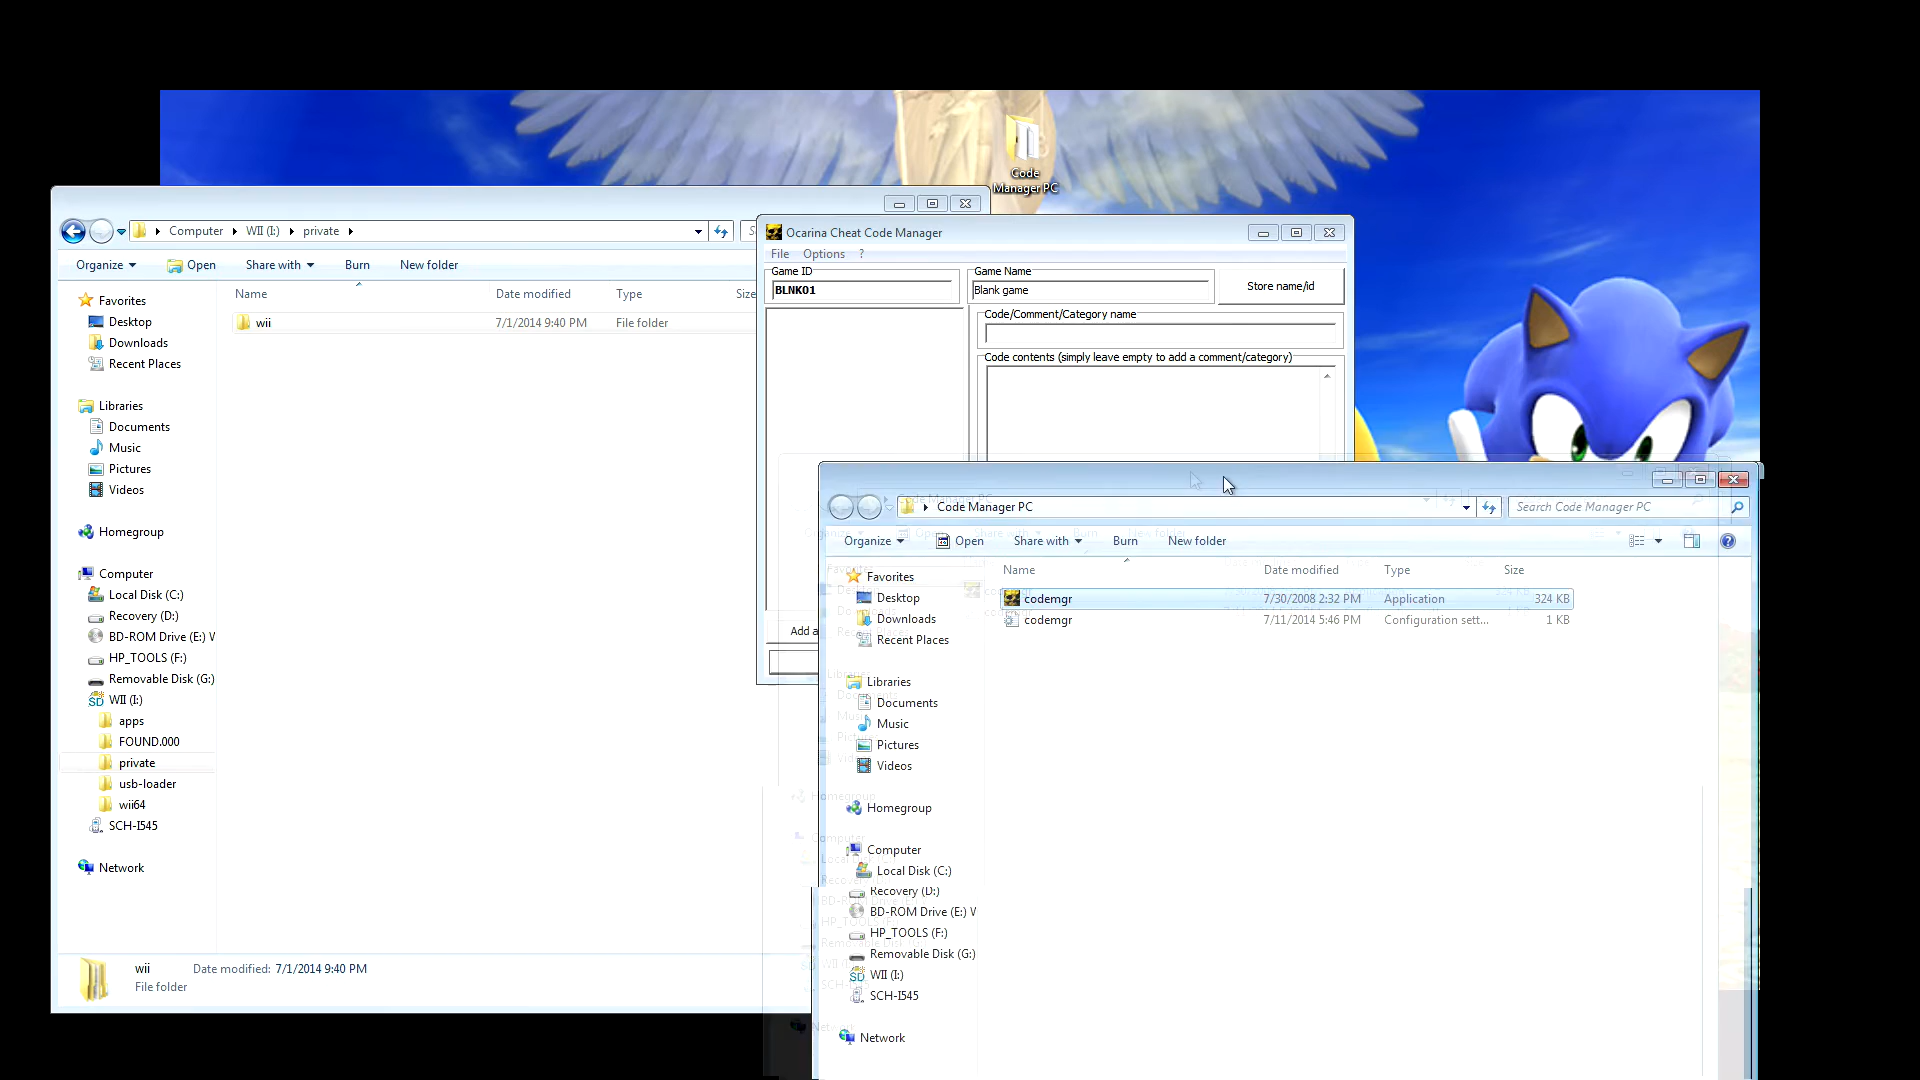 Code
Manager PC
Computer
WII (I:)
private
Organize
Open
Share with
Burn
New folder
Name
Date modified
Type
Size
wii
7/1/2014 9:40 PM
File folder
Favorites
Desktop
Downloads
Recent Places
Libraries
Documents
Music
Pictures
Videos
Homegroup
Computer
Local Disk (C:)
Recovery (D:)
BD-ROM Drive (E:) W
HP_TOOLS (F:)
Removable Disk (G:)
WII (I:)
apps
FOUND.000
private
usb-loader
wii64
SCH-I545
Network
wii
Date modified: 7/1/2014 9:40 PM
File folder
Ocarina Cheat Code Manager
File Options ?
Game ID
BLNK01
Game Name
Blank game
Store name/id
Code/Comment/Category name
Code contents (simply leave empty to add a comment/category)
Add a
Code Manager PC
Search Code Manager PC
Organize
Open
Share with
Burn
New folder
Name
Date modified
Type
Size
codemgr
7/30/2008 2:32 PM
Application
324 KB
codemgr
7/11/2014 5:46 PM
Configuration sett...
1 KB
Favorites
Desktop
Downloads
Recent Places
Libraries
Documents
Music
Pictures
Videos
Homegroup
Computer
Local Disk (C:)
Recovery (D:)
BD-ROM Drive (E:) W
HP_TOOLS (F:)
Removable Disk (G:)
WII (I:)
SCH-I545
Network